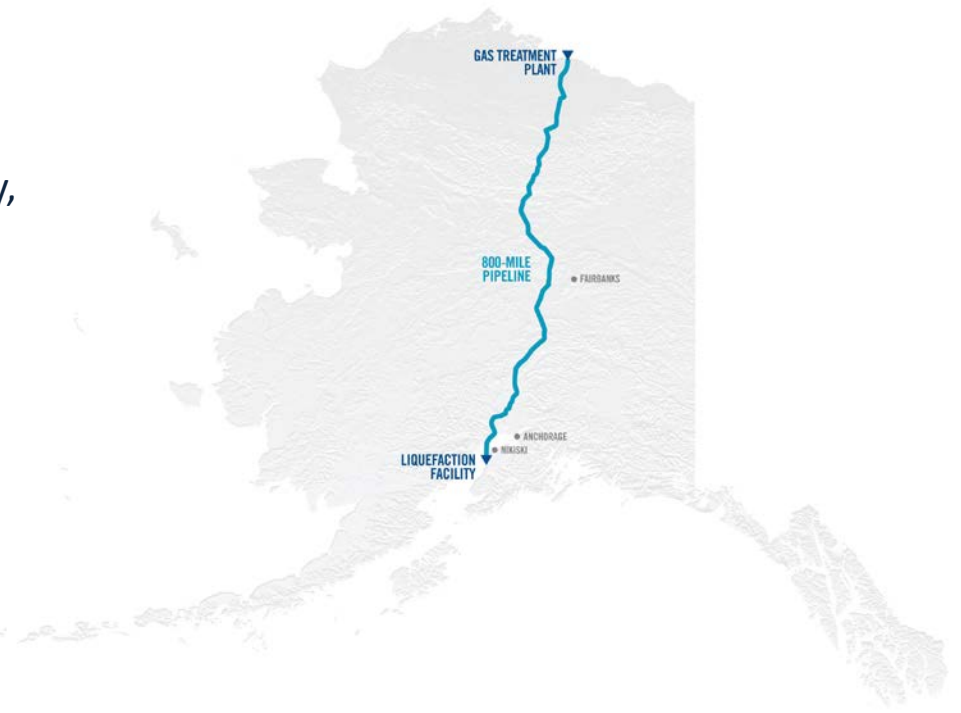 GAS TREATMENT
PLANT
y,
800-MILE
PIPELINE
FAIRBANKS
ANCHORAGE
NIKISKI
LIQUEFACTION
FACILITY